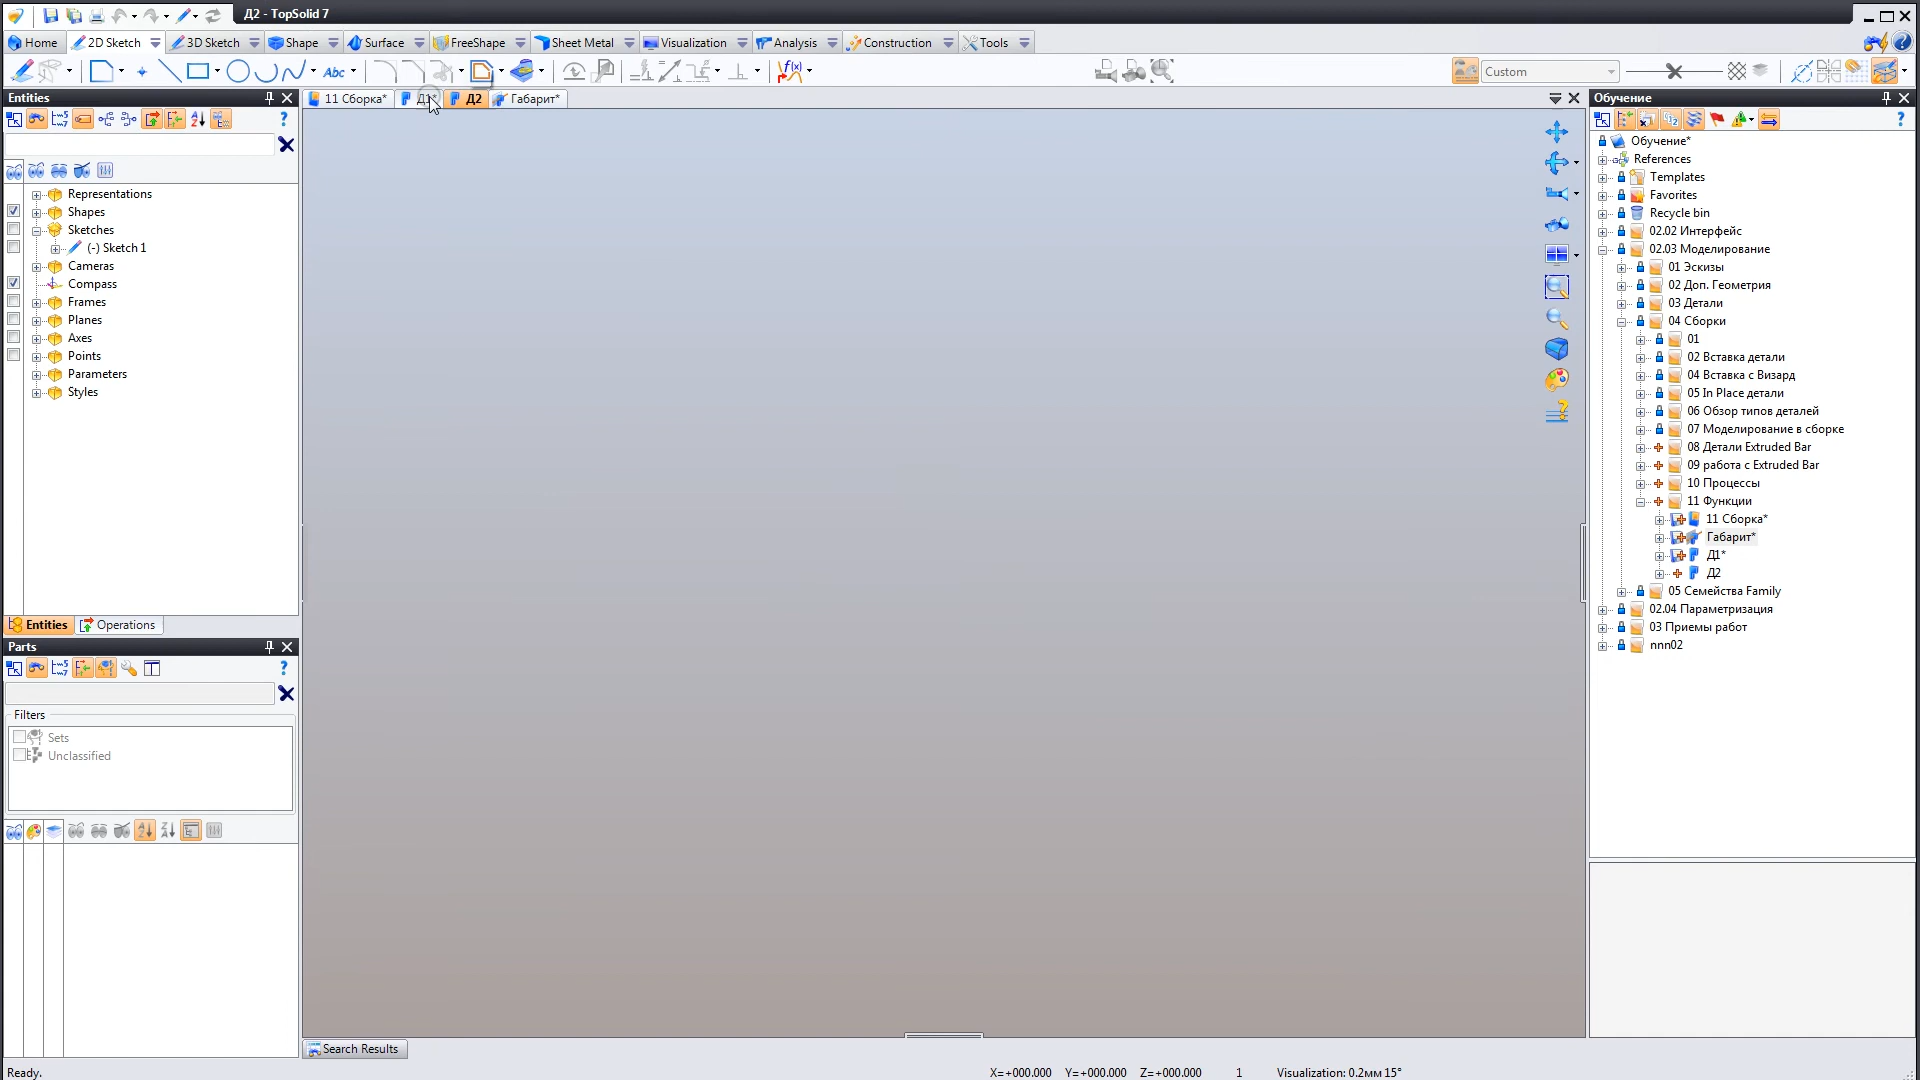 Д2 - TopSolid 7
Home
2D Sketch
3D Sketch
Shape
Surface
FreeShape
Sheet Metal
Visualization
Analysis
Construction
Tools
Abc
f(x)
Custom
Entities
11 Сборка*
Д1*
Д2
Габарит*
Обучение
Representations
Shapes
Sketches
(-) Sketch 1
Cameras
Compass
Frames
Planes
Axes
Points
Parameters
Styles
Entities
Operations
Parts
Filters
Sets
Unclassified
Обучение*
References
Templates
Favorites
Recycle bin
02.02 Интерфейс
02.03 Моделирование
01 Эскизы
02 Доп. Геометрия
03 Детали
04 Сборки
01
02 Вставка детали
04 Вставка с Визард
05 In Place детали
06 Обзор типов деталей
07 Моделирование в сборке
08 Детали Extruded Bar
09 работа с Extruded Bar
10 Процессы
11 Функции
11 Сборка*
Габарит*
Д1*
Д2
05 Семейства Family
02.04 Параметризация
03 Приемы работ
nnn02
Search Results
Ready.
X=+000.000 Y=+000.000 Z=+000.000 1 Visualization: 0.2мм 15°